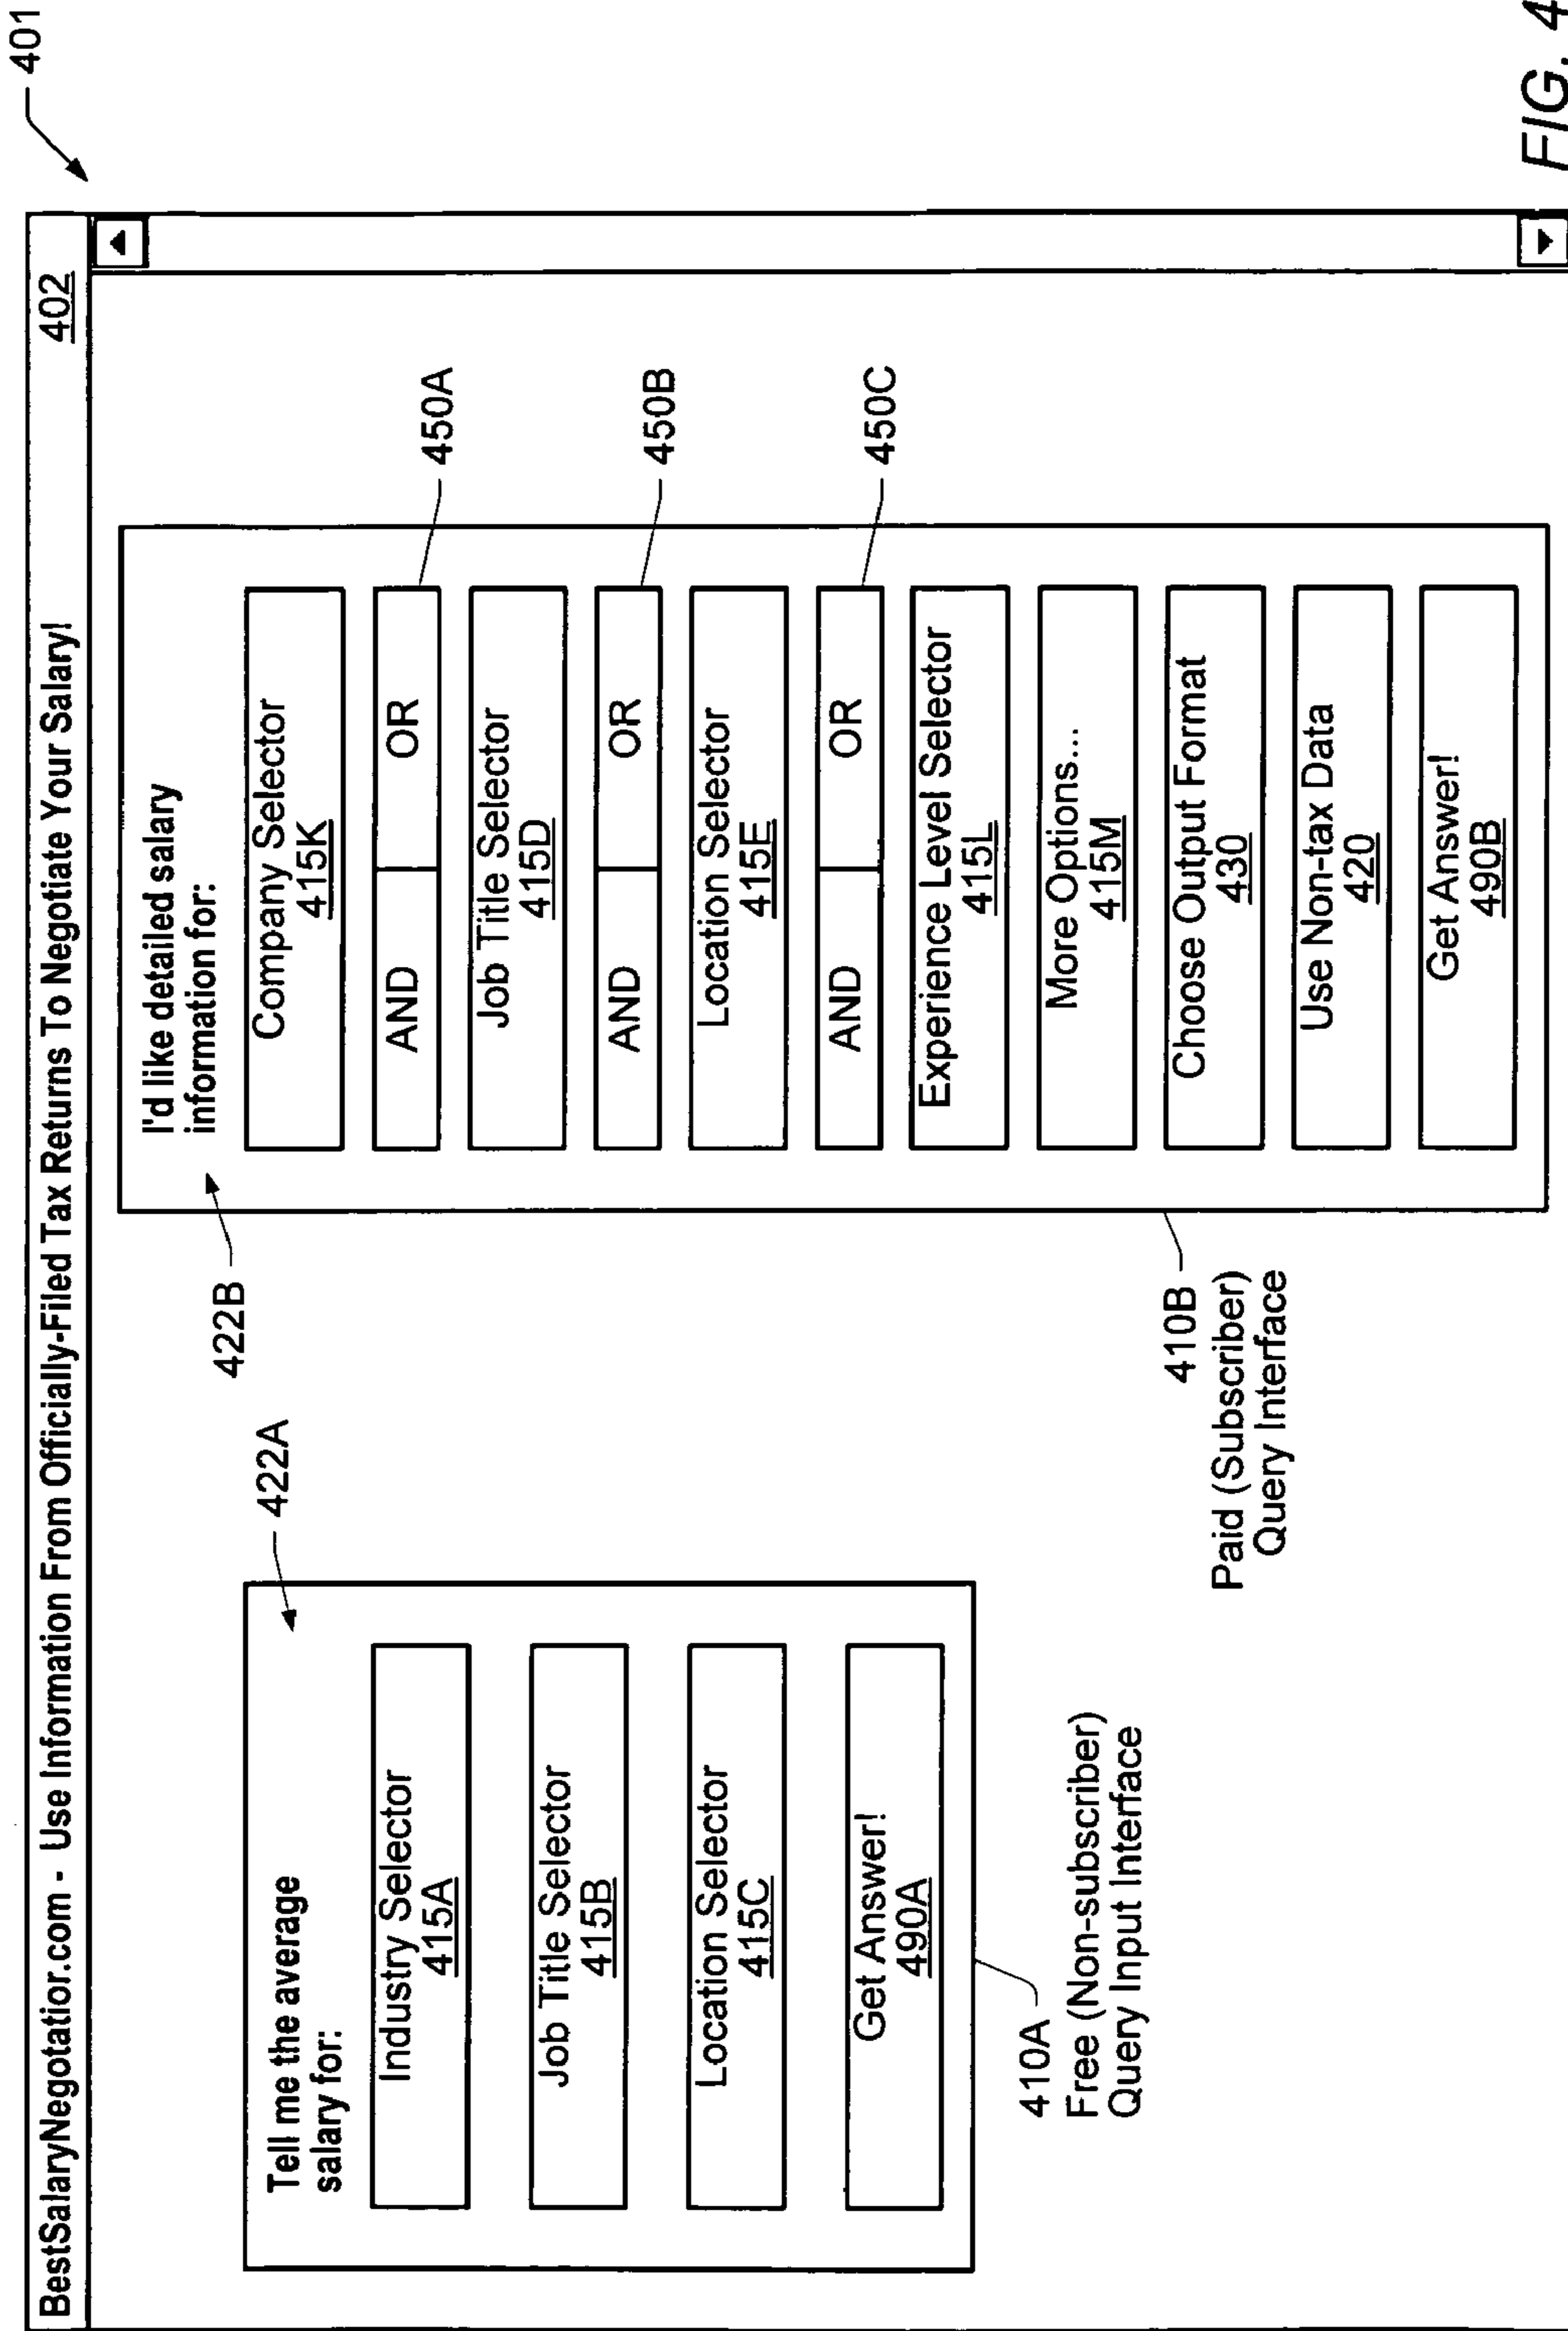 401
BestSalaryNegotatior.com - Use Information From Officially-Filed Tax Returns To Negotiate Your Salary!
402
422A
Tell me the average
salary for:
Industry Selector
415A
Job Title Selector
415B
Location Selector
415C
Get Answer!
490A
410A
Free (Non-subscriber)
Query Input Interface
422B
I'd like detailed salary
information for:
Company Selector
415K
AND OR
450A
Job Title Selector
415D
AND OR
450B
Location Selector
415E
AND OR
450C
Experience Level Selector
415L
More Options...
415M
Choose Output Format
430
Use Non-tax Data
420
Get Answer!
490B
410B
Paid (Subscriber)
Query Interface
FIG. 4